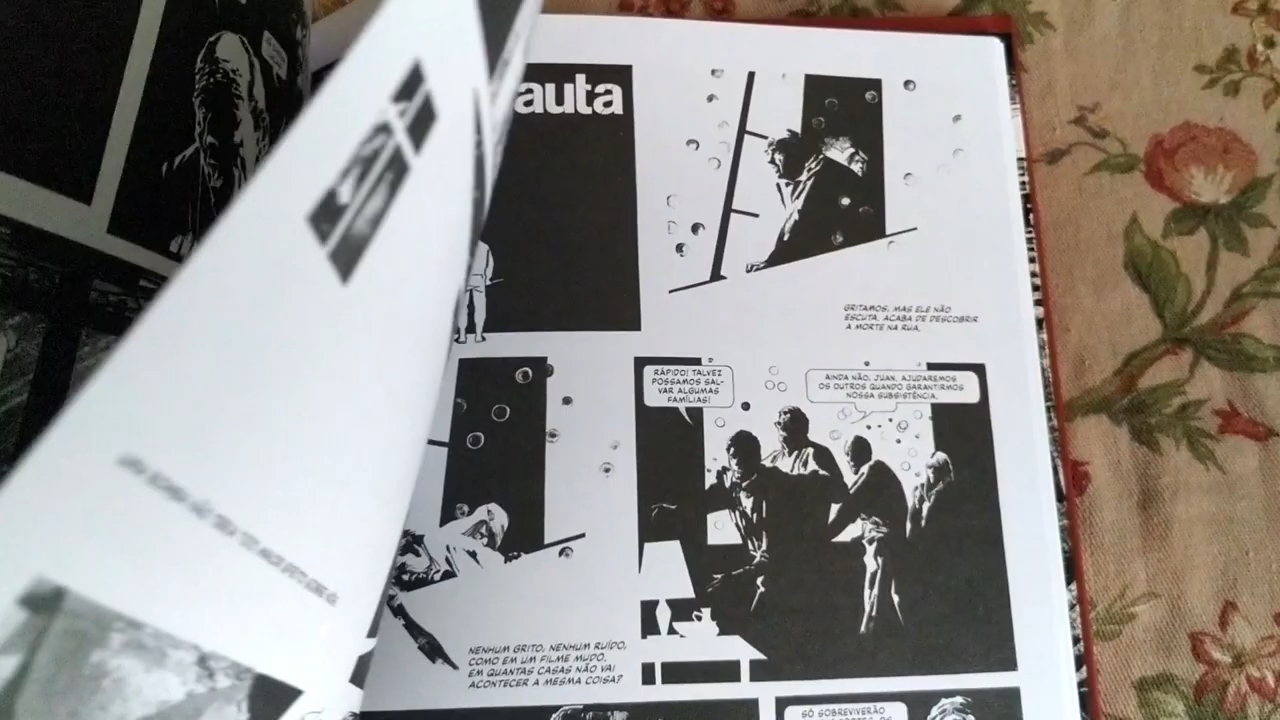 auta
GRITAMOS, MAS ELE NÃO
ESCUTA. ACABA DE DESCOBRIR
A MORTE NA RUA.
RÁPIDO! TALVEZ
POSSAMOS SAL-
VAR ALGUMAS
FAMÍLIAS!
AINDA NÃO, JUAN. AJUDAREMOS
OS OUTROS QUANDO GARANTIRMOS
NOSSA SUBSISTÊNCIA.
NENHUM GRITO, NENHUM RUÍDO,
COMO EM UM FILME MUDO,
EM QUANTAS CASAS NÃO VAI
ACONTECER A MESMA COISA?
SÓ SOBREVIVERÃO